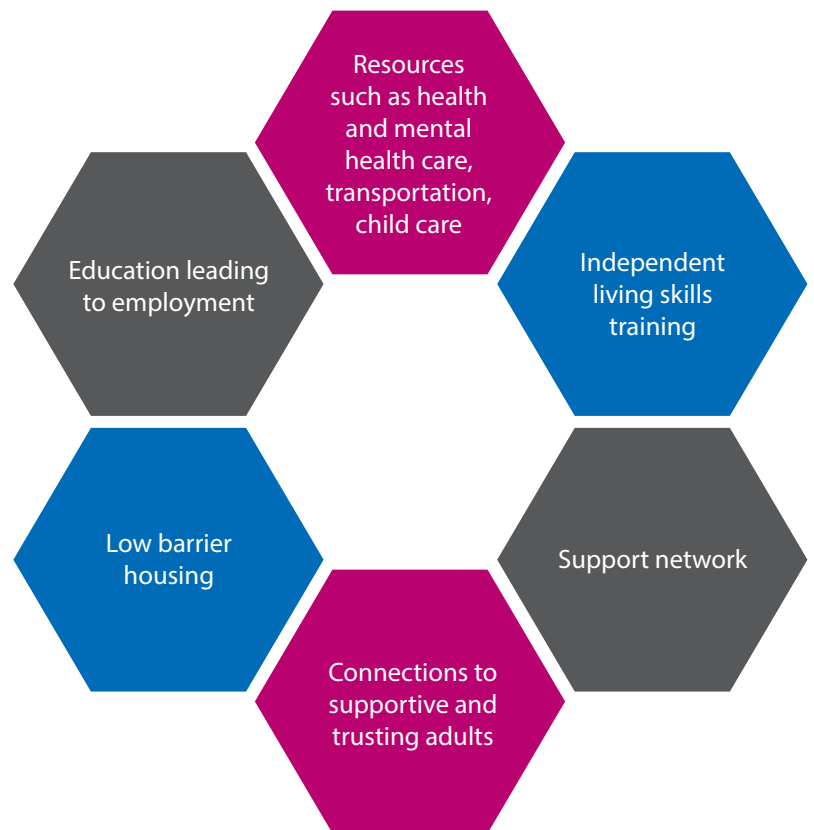 Resources
such as health
and mental
health care,
transportation,
child care
Independent
living skills
training
Support network
Connections to
supportive and
trusting adults
Low barrier
housing
Education leading
to employment